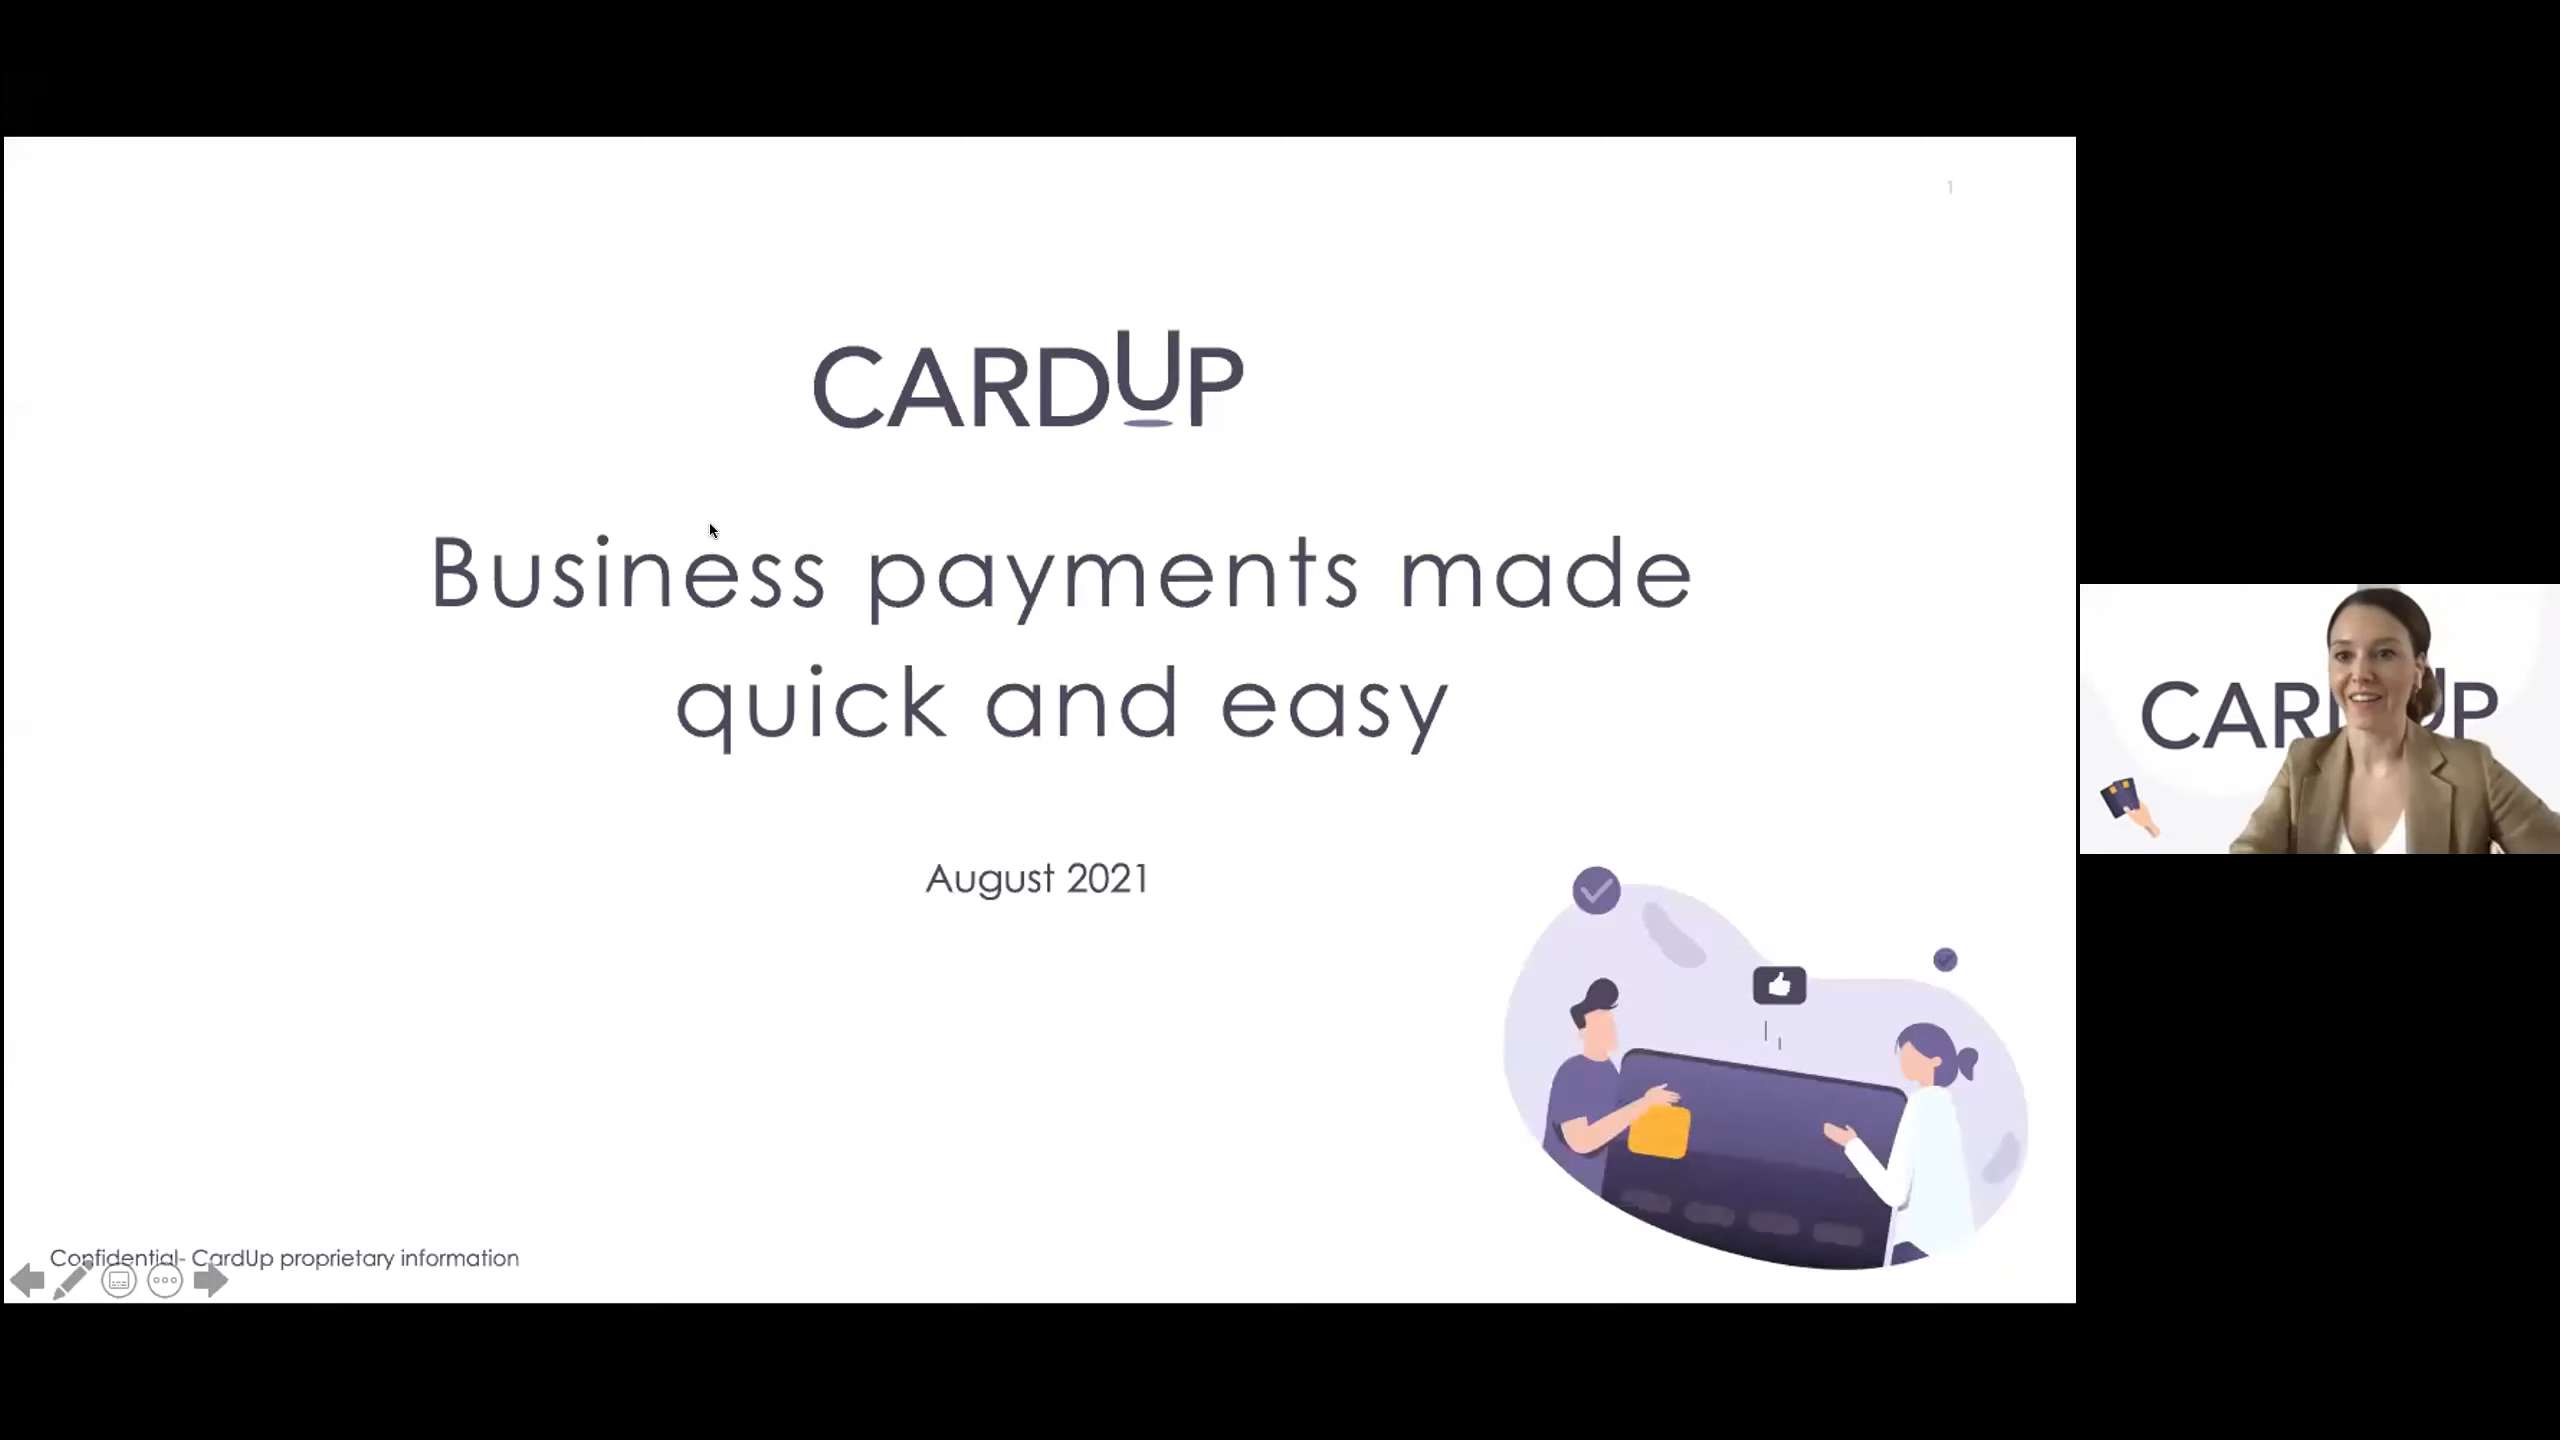 1
CARDUP
Business payments made
quick and easy
August 2021
Confidential- CardUp proprietary information
CAR UP